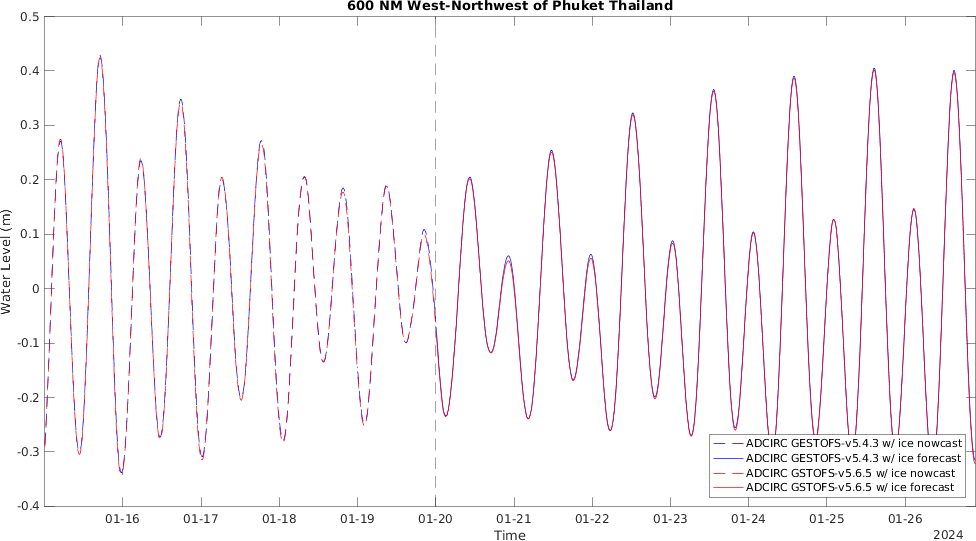 600 NM West-Northwest of Phuket Thailand
0.5
0.4
0.3
0.2
0.1
0
-0.1
-0.2
-0.3
-0.4
Water Level (m)
01-16 01-17 01-18 01-19 01-20 01-21 01-22 01-23 01-24 01-25 01-26
Time
2024
ADCIRC GESTOFS-v5.4.3 w/ ice nowcast
ADCIRC GESTOFS-v5.4.3 w/ ice forecast
ADCIRC GSTOFS-v5.6.5 w/ ice nowcast
ADCIRC GSTOFS-v5.6.5 w/ ice forecast